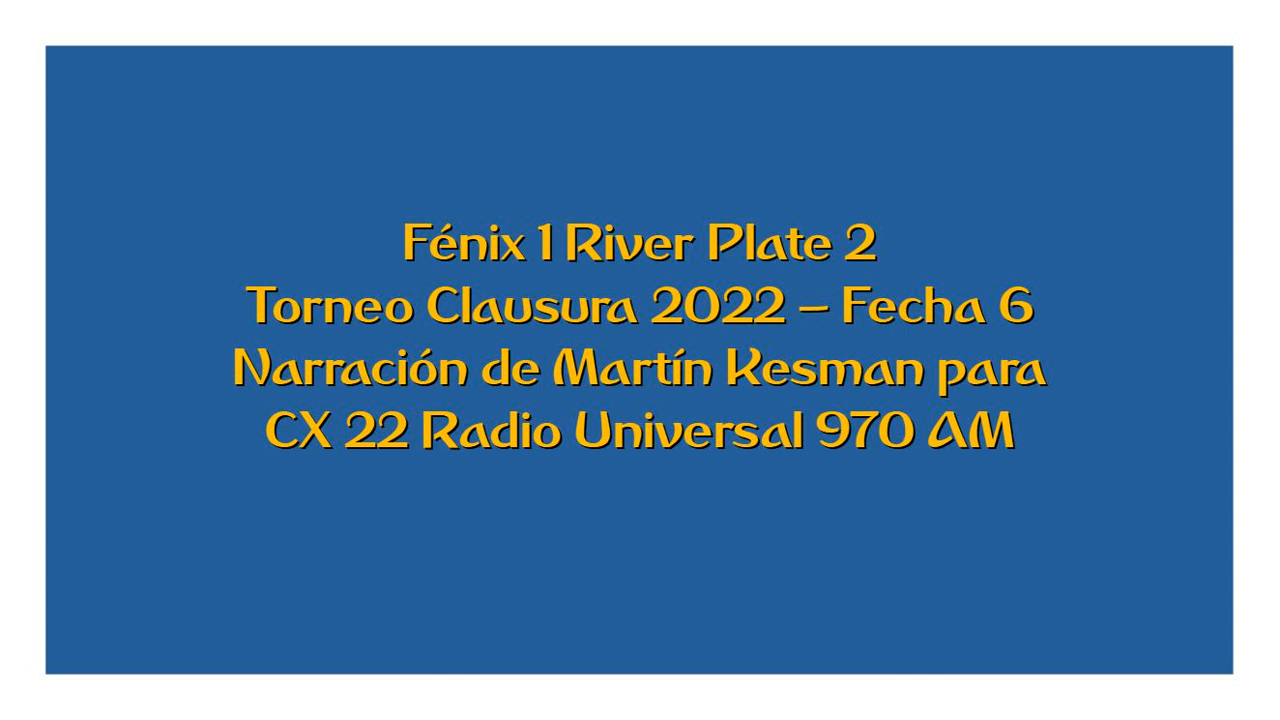 Fénix 1 River Plate 2
Torneo Clausura 2022 – Fecha 6
Narración de Martín Kesman para
CX 22 Radio Universal 970 AM